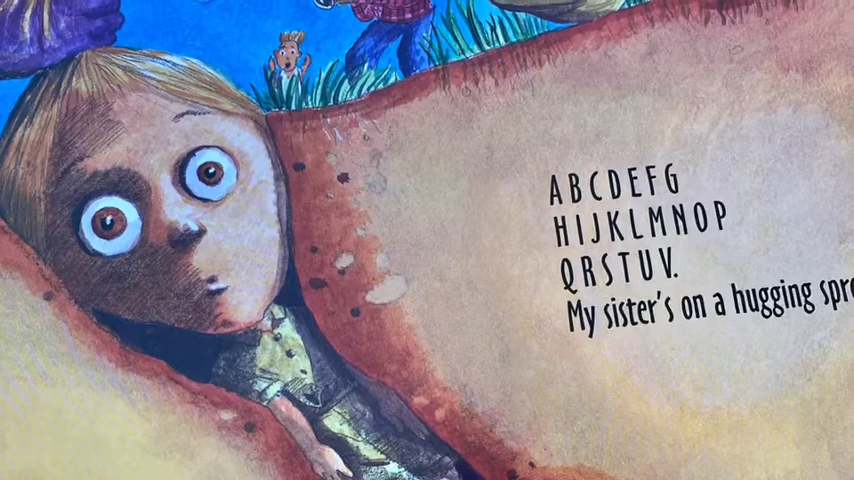 A B C D E F G
H I J K L M N O P
Q R S T U V.
My sister's on a hugging